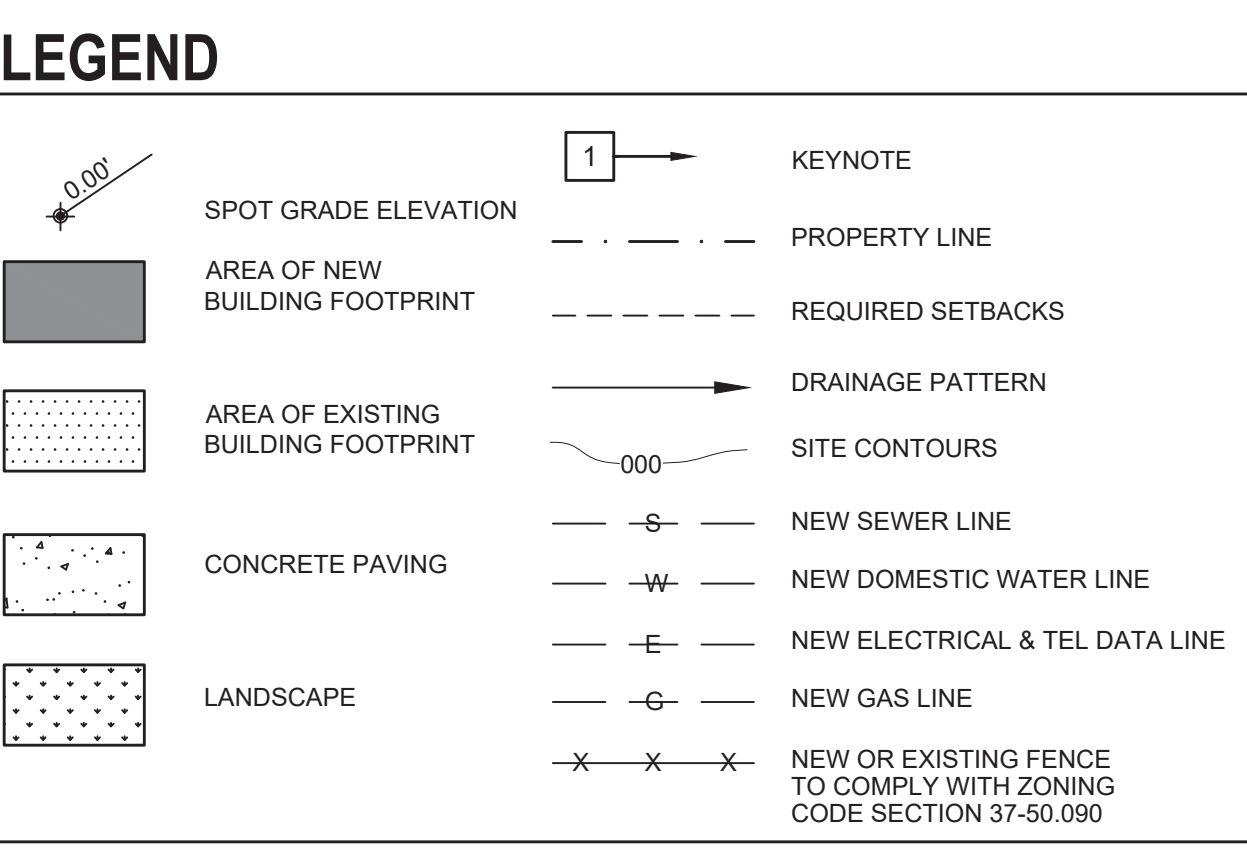 LEGEND
0.00'
SPOT GRADE ELEVATION
AREA OF NEW
BUILDING FOOTPRINT
AREA OF EXISTING
BUILDING FOOTPRINT
CONCRETE PAVING
LANDSCAPE
1
KEYNOTE
PROPERTY LINE
REQUIRED SETBACKS
DRAINAGE PATTERN
000
SITE CONTOURS
S
NEW SEWER LINE
W
NEW DOMESTIC WATER LINE
E
NEW ELECTRICAL & TEL DATA LINE
G
NEW GAS LINE
X X X
NEW OR EXISTING FENCE
TO COMPLY WITH ZONING
CODE SECTION 37-50.090